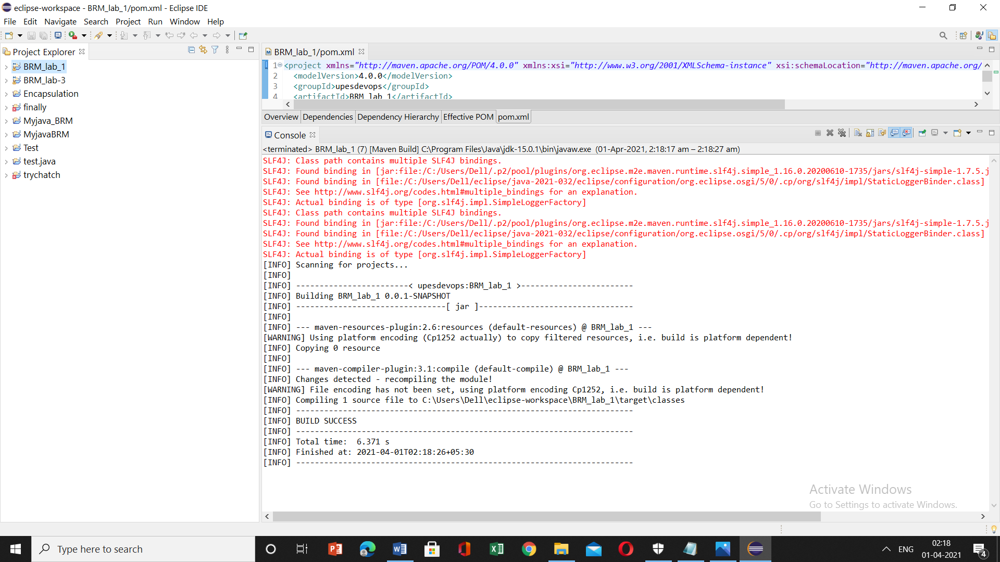 eclipse-workspace - BRM_lab_1/pom.xml - Eclipse IDE
File Edit Navigate Search Project Run Window Help
Project Explorer
BRM_lab_1
BRM_lab-3
Encapsulation
finally
Myjava_BRM
MyjavaBRM
Test
test.java
trychatch
BRM_lab_1/pom.xml
1 <project xmlns="http://maven.apache.org/POM/4.0.0" xmlns:xsi="http://www.w3.org/2001/XMLSchema-instance" xsi:schemaLocation="http://maven.apache.org/
2 <modelVersion>4.0.0</modelVersion>
3 <groupId>upesdevops</groupId>
4 <artifactId>BRM_lab_1</artifactId>
Overview Dependencies Dependency Hierarchy Effective POM pom.xml
Console
<terminated> BRM_lab_1 (7) [Maven Build] C:\Program Files\Java\jdk-15.0.1\bin\javaw.exe (01-Apr-2021, 2:18:17 am – 2:18:27 am)
SLF4J: Class path contains multiple SLF4J bindings.
SLF4J: Found binding in [jar:file:/C:/Users/Dell/.p2/pool/plugins/org.eclipse.m2e.maven.runtime.slf4j.simple_1.16.0.20200610-1735/jars/slf4j-simple-1.7.5.j
SLF4J: Found binding in [file:/C:/Users/Dell/eclipse/java-2021-032/eclipse/configuration/org.eclipse.osgi/5/0/.cp/org/slf4j/impl/StaticLoggerBinder.class]
SLF4J: See http://www.slf4j.org/codes.html#multiple_bindings for an explanation.
SLF4J: Actual binding is of type [org.slf4j.impl.SimpleLoggerFactory]
SLF4J: Class path contains multiple SLF4J bindings.
SLF4J: Found binding in [jar:file:/C:/Users/Dell/.p2/pool/plugins/org.eclipse.m2e.maven.runtime.slf4j.simple_1.16.0.20200610-1735/jars/slf4j-simple-1.7.5.j
SLF4J: Found binding in [file:/C:/Users/Dell/eclipse/java-2021-032/eclipse/configuration/org.eclipse.osgi/5/0/.cp/org/slf4j/impl/StaticLoggerBinder.class]
SLF4J: See http://www.slf4j.org/codes.html#multiple_bindings for an explanation.
SLF4J: Actual binding is of type [org.slf4j.impl.SimpleLoggerFactory]
[INFO] Scanning for projects...
[INFO]
[INFO] ------------------------< upesdevops:BRM_lab_1 >------------------------
[INFO] Building BRM_lab_1 0.0.1-SNAPSHOT
[INFO] --------------------------------[ jar ]---------------------------------
[INFO]
[INFO] --- maven-resources-plugin:2.6:resources (default-resources) @ BRM_lab_1 ---
[WARNING] Using platform encoding (Cp1252 actually) to copy filtered resources, i.e. build is platform dependent!
[INFO] Copying 0 resource
[INFO]
[INFO] --- maven-compiler-plugin:3.1:compile (default-compile) @ BRM_lab_1 ---
[INFO] Changes detected - recompiling the module!
[WARNING] File encoding has not been set, using platform encoding Cp1252, i.e. build is platform dependent!
[INFO] Compiling 1 source file to C:\Users\Dell\eclipse-workspace\BRM_lab_1\target\classes
[INFO] ------------------------------------------------------------------------
[INFO] BUILD SUCCESS
[INFO] ------------------------------------------------------------------------
[INFO] Total time:  6.371 s
[INFO] Finished at: 2021-04-01T02:18:26+05:30
[INFO] ------------------------------------------------------------------------
Activate Windows
Go to Settings to activate Windows.
Type here to search
ENG
02:18
01-04-2021
4